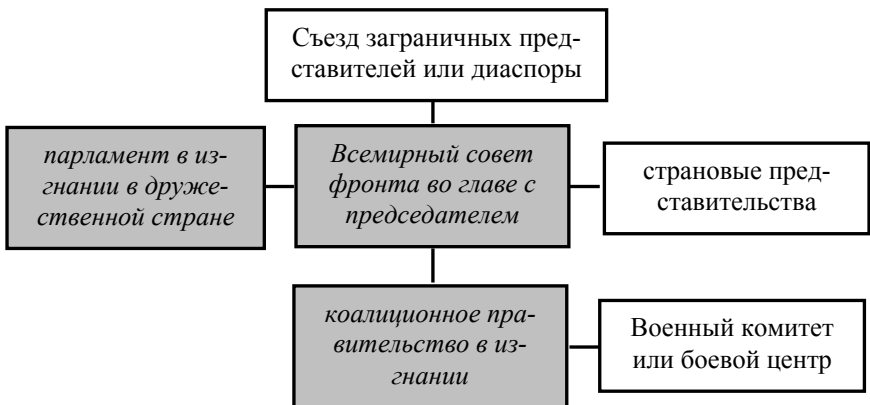 Съезд заграничных пред-
ставителей или диаспоры
парламент в из-
гнании в друже-
ственной стране
Всемирный совет
фронта во главе с
председателем
страновые пред-
ставительства
коалиционное пра-
вительство в из-
гнании
Военный комитет
или боевой центр